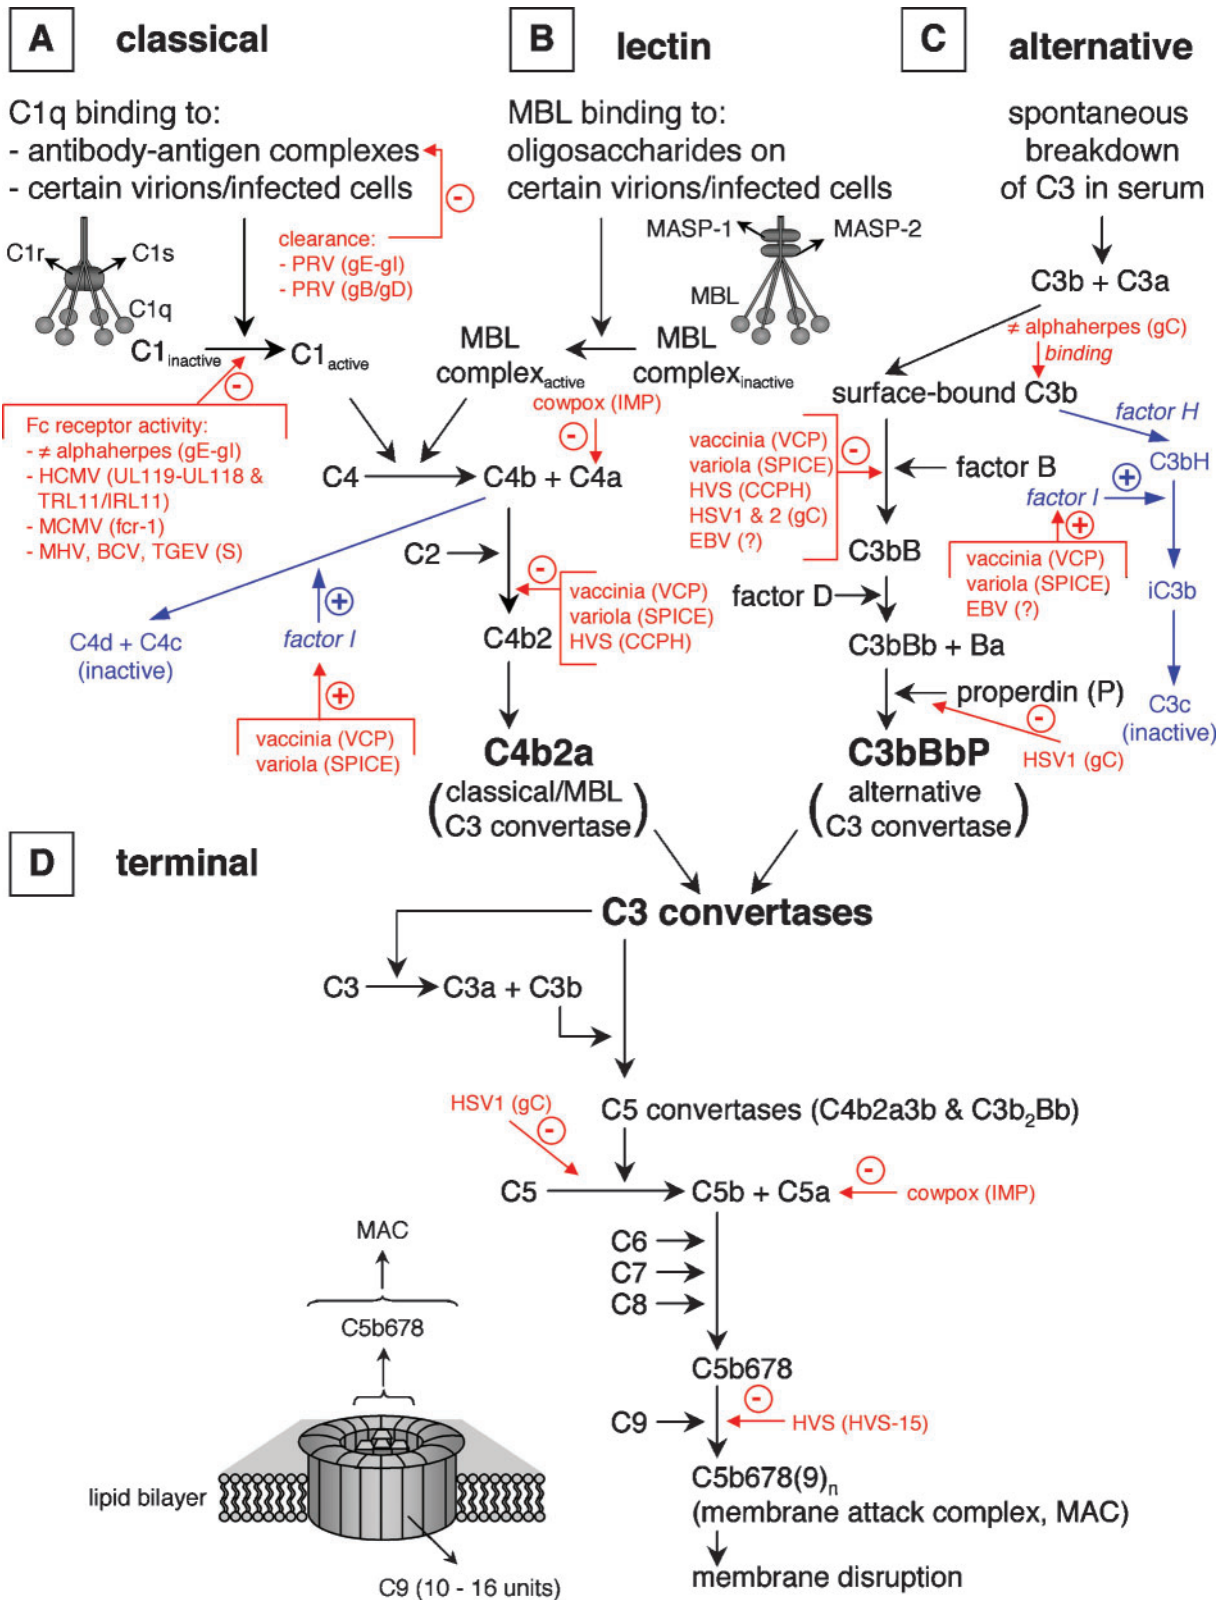 A classical
C1q binding to:
- antibody-antigen complexes
- certain virions/infected cells
-
clearance:
- PRV (gE-gI)
- PRV (gB/gD)
C1r
C1s
C1q
C1inactive
C1active
-
Fc receptor activity:
- ≠ alphaherpes (gE-gI)
- HCMV (UL119-UL118 &
TRL11/IRL11)
- MCMV (fcr-1)
- MHV, BCV, TGEV (S)
B lectin
MBL binding to:
oligosaccharides on
certain virions/infected cells
MASP-1
MASP-2
MBL
MBL
complexactive
MBL
complexinactive
cowpox (IMP)
-
C4
C4b + C4a
C2
-
vaccinia (VCP)
variola (SPICE)
HVS (CCPH)
C4b2
C4d + C4c
(inactive)
+
factor I
+
vaccinia (VCP)
variola (SPICE)
C4b2a
(classical/MBL
C3 convertase)
C alternative
spontaneous
breakdown
of C3 in serum
C3b + C3a
≠ alphaherpes (gC)
binding
surface-bound C3b
factor H
C3bH
vaccinia (VCP)
variola (SPICE)
HVS (CCPH)
HSV1 & 2 (gC)
EBV (?)
-
factor B
factor I
+
+
C3bB
vaccinia (VCP)
variola (SPICE)
EBV (?)
iC3b
factor D
C3bBb + Ba
properdin (P)
-
HSV1 (gC)
C3c
(inactive)
C3bBbP
(alternative
C3 convertase)
D terminal
C3 convertases
C3
C3a + C3b
C5 convertases (C4b2a3b & C3b2Bb)
HSV1 (gC)
-
C5
C5b + C5a
-
cowpox (IMP)
C6
C7
C8
C5b678
C9
-
HVS (HVS-15)
C5b678(9)n
(membrane attack complex, MAC)
membrane disruption
MAC
C5b678
lipid bilayer
C9 (10 - 16 units)